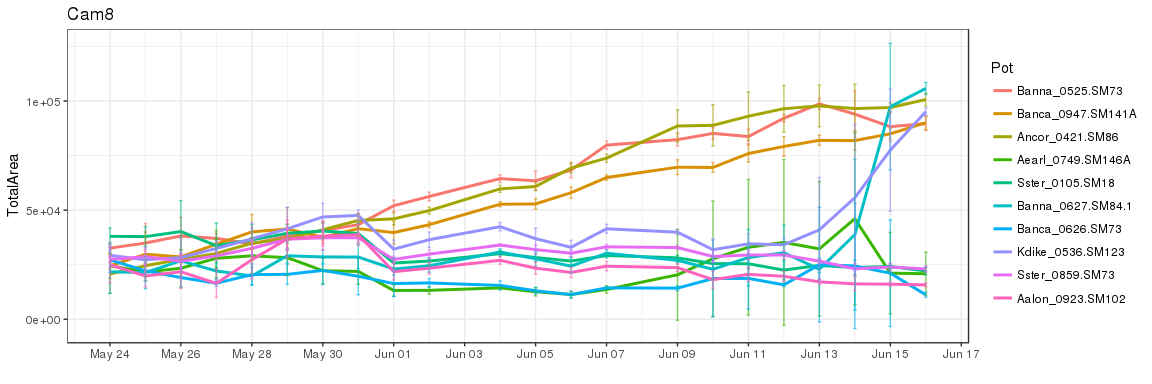 Cam8
TotalArea
1e+05
5e+04
0e+00
May 24 May 26 May 28 May 30 Jun 01 Jun 03 Jun 05 Jun 07 Jun 09 Jun 11 Jun 13 Jun 15 Jun 17
Pot
Banna_0525.SM73
Banca_0947.SM141A
Ancor_0421.SM86
Aearl_0749.SM146A
Sster_0105.SM18
Banna_0627.SM84.1
Banca_0626.SM73
Kdike_0536.SM123
Sster_0859.SM73
Aalon_0923.SM102